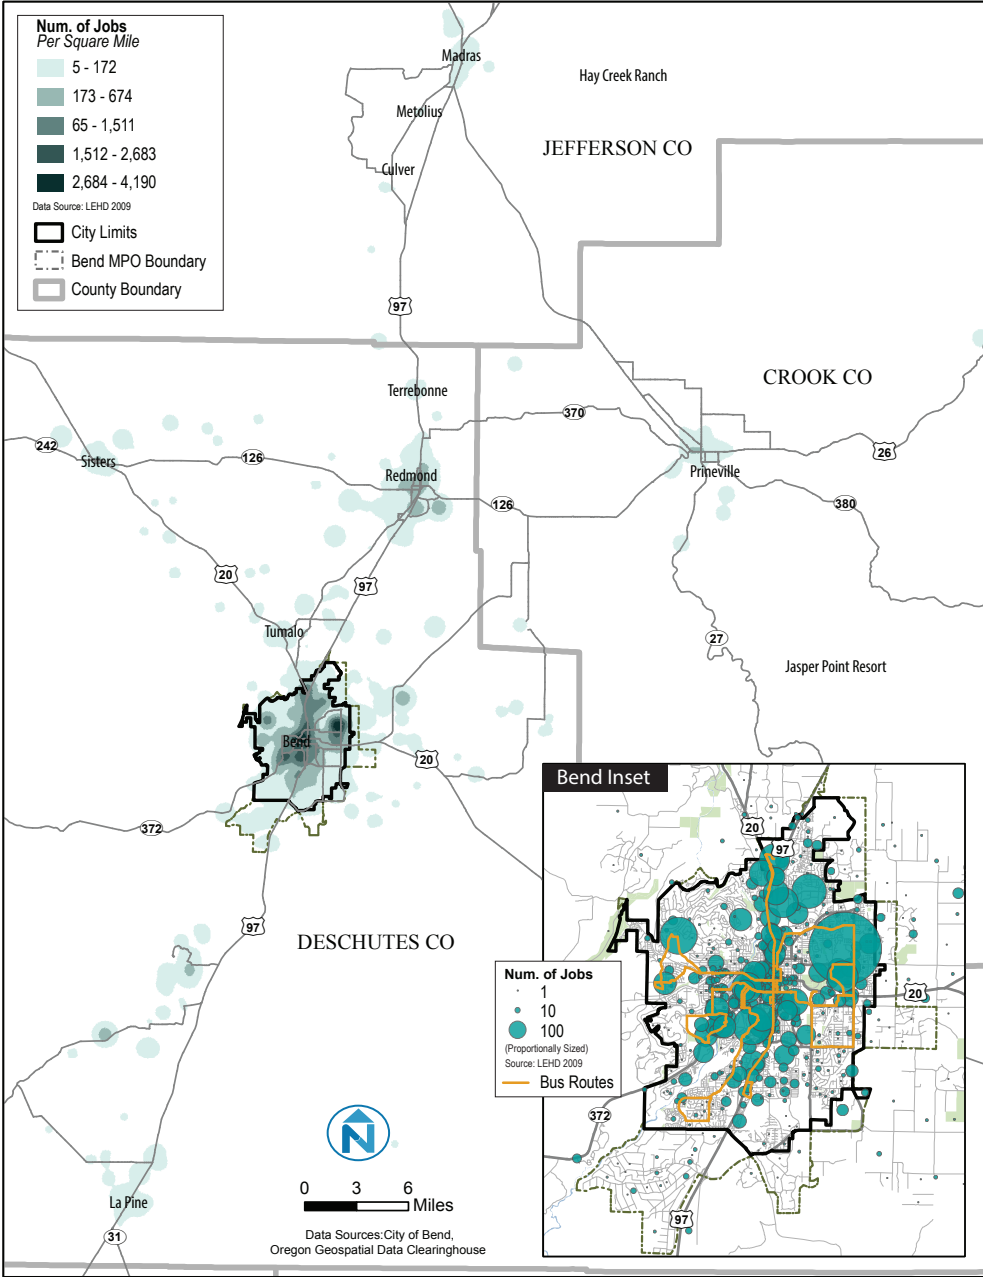 Num. of Jobs
Per Square Mile
5 - 172
173 - 674
65 - 1,511
1,512 - 2,683
2,684 - 4,190
Data Source: LEHD 2009
City Limits
Bend MPO Boundary
County Boundary
Madras
Hay Creek Ranch
Metolius
JEFFERSON CO
Culver
97
Terrebonne
CROOK CO
370
242
Sisters
126
Redmond
26
Prineville
126
380
20
97
Tumalo
27
Jasper Point Resort
Bend
20
372
97
DESCHUTES CO
La Pine
31
N
0 3 6
Miles
Data Sources:City of Bend,
Oregon Geospatial Data Clearinghouse
Bend Inset
20
97
Num. of Jobs
1
10
100
(Proportionally Sized)
Source: LEHD 2009
Bus Routes
20
372
97